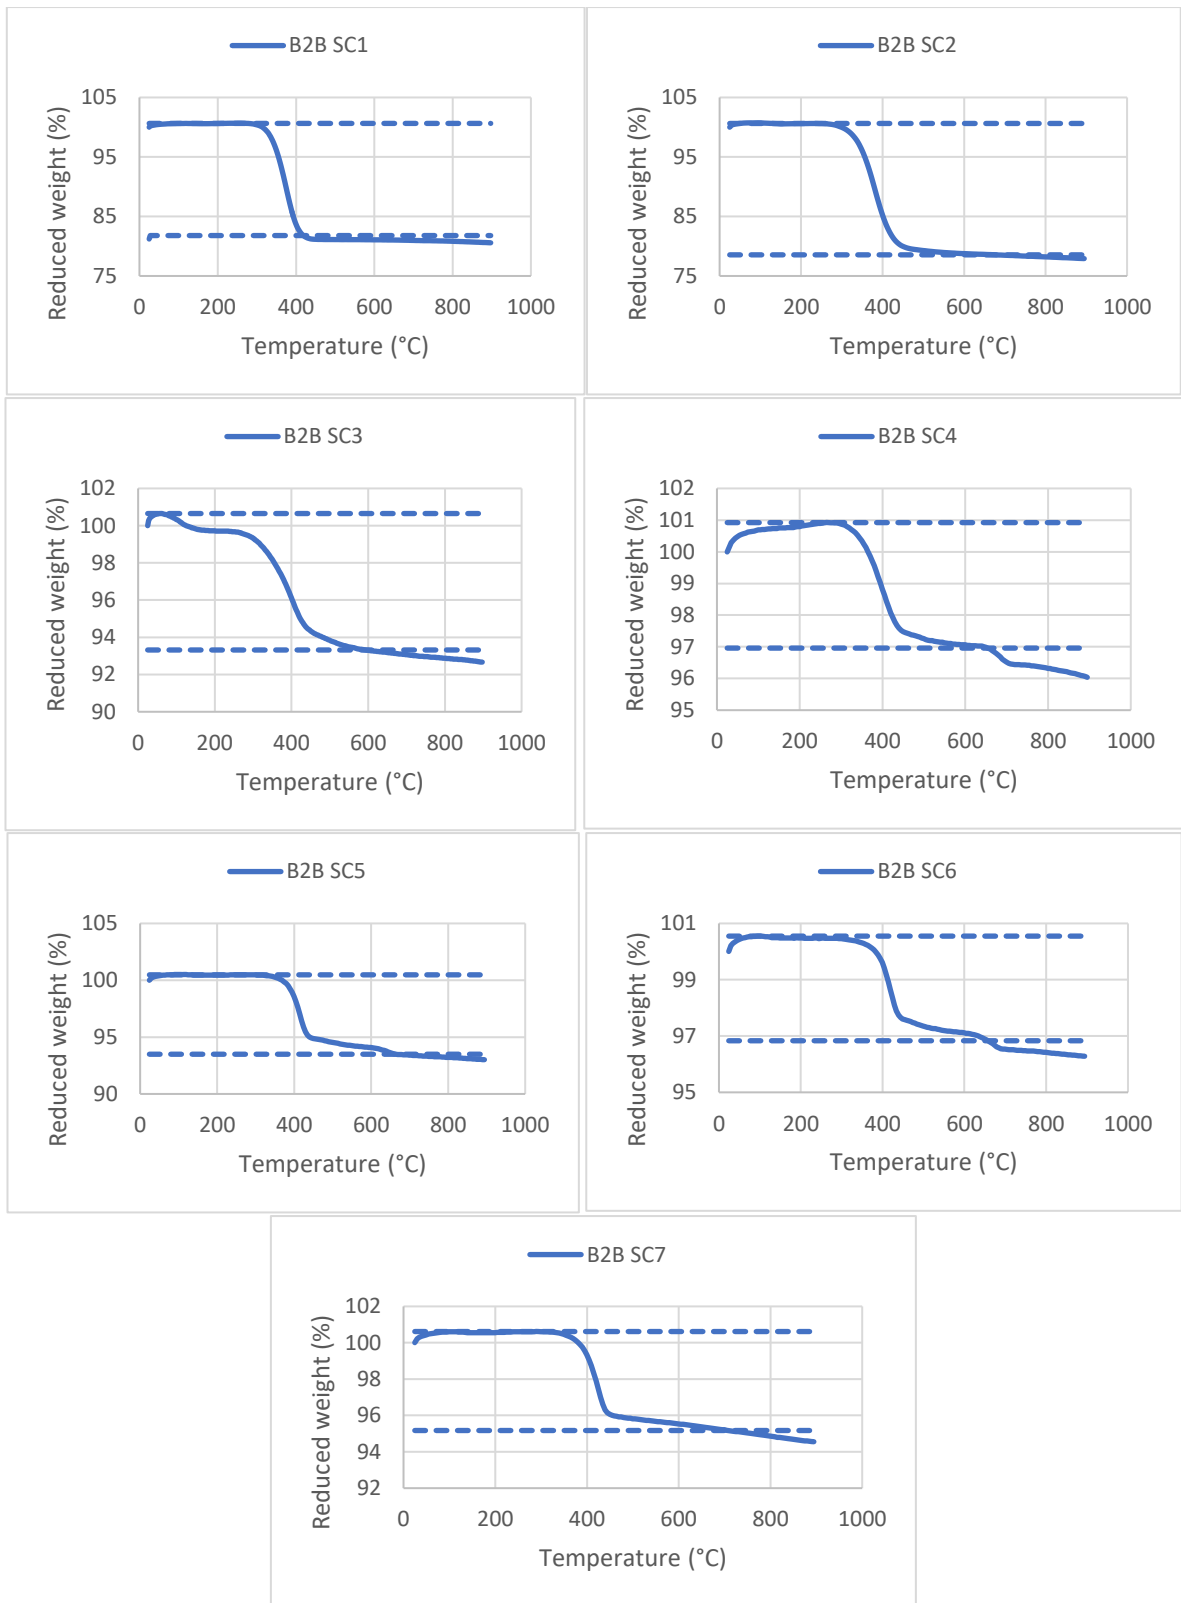 B2B SC1
Reduced weight (%)
105
95
85
75
0 200 400 600 800 1000
Temperature (°C)
B2B SC2
Reduced weight (%)
105
95
85
75
0 200 400 600 800 1000
Temperature (°C)
B2B SC3
Reduced weight (%)
102
100
98
96
94
92
90
0 200 400 600 800 1000
Temperature (°C)
B2B SC4
Reduced weight (%)
102
101
100
99
98
97
96
95
0 200 400 600 800 1000
Temperature (°C)
B2B SC5
Reduced weight (%)
105
100
95
90
0 200 400 600 800 1000
Temperature (°C)
B2B SC6
Reduced weight (%)
101
99
97
95
0 200 400 600 800 1000
Temperature (°C)
B2B SC7
Reduced weight (%)
102
100
98
96
94
92
0 200 400 600 800 1000
Temperature (°C)